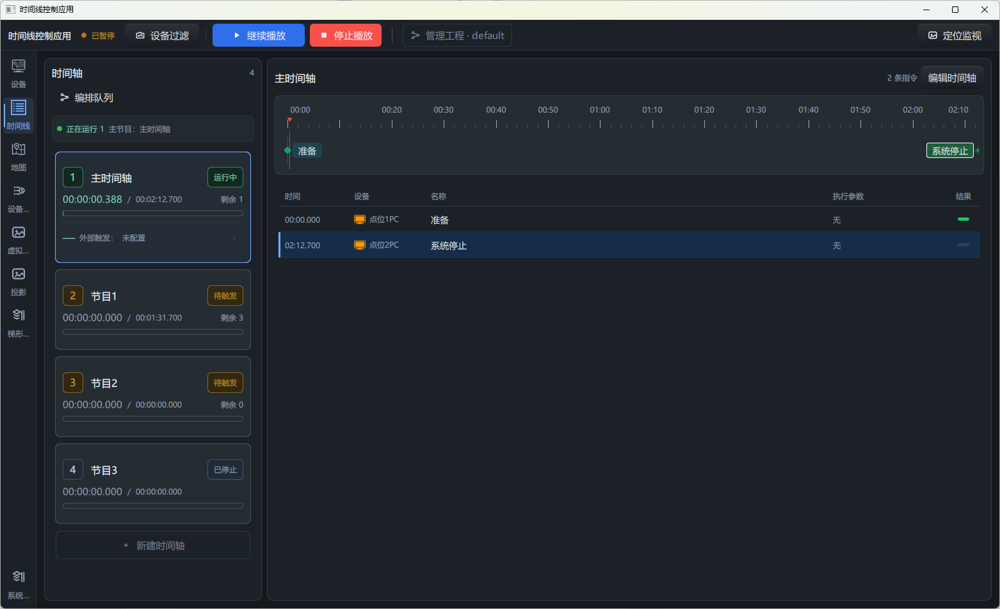 时间线控制应用
时间线控制应用 已暂停 设备过滤 继续播放 停止播放 管理工程 · default 定位监视
设备
时间线
地图
设备...
虚拟...
投影
梯形...
系统...
时间轴 4
编排队列
正在运行 1 主节目: 主时间轴
1 主时间轴 运行中
00:00:00.388 / 00:02:12.700 剩余 1
外部触发: 未配置
2 节目1 待触发
00:00:00.000 / 00:01:31.700 剩余 3
3 节目2 待触发
00:00:00.000 / 00:00:00.000 剩余 0
4 节目3 已停止
00:00:00.000 / 00:00:00.000
+ 新建时间轴
主时间轴 2 条指令 编辑时间轴
00:00 00:20 00:30 00:40 00:50 01:00 01:10 01:20 01:30 01:40 01:50 02:00 02:10
准备 系统停止
时间 设备 名称 执行参数 结果
00:00.000 点位1PC 准备 无
02:12.700 点位2PC 系统停止 无